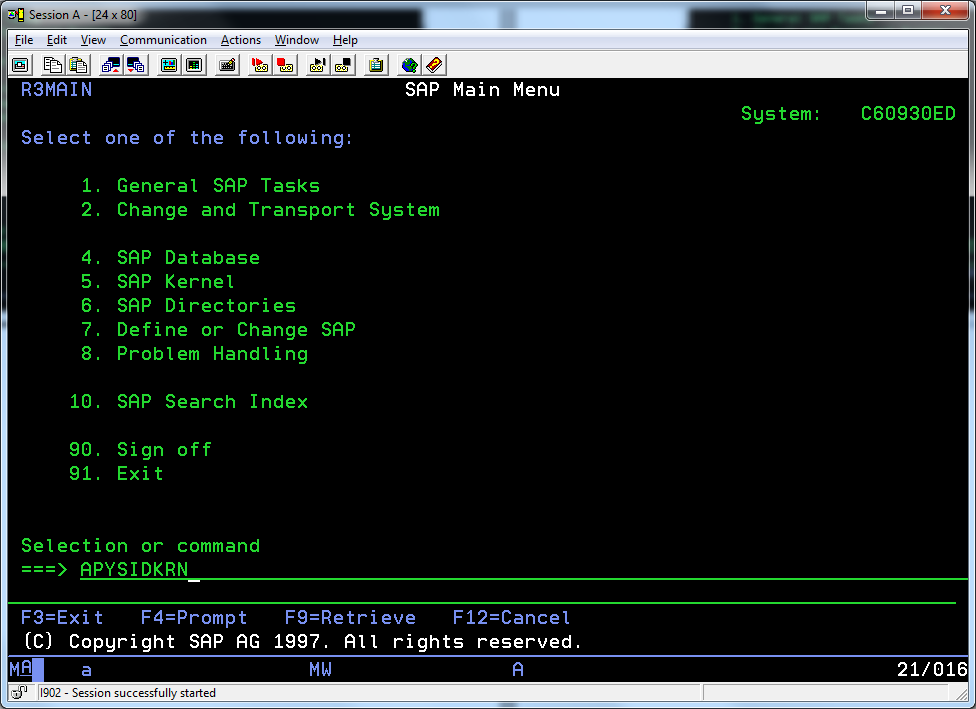 Session A - [24 x 80]
File Edit View Communication Actions Window Help
R3MAIN SAP Main Menu
System: C60930ED
Select one of the following:
1. General SAP Tasks
2. Change and Transport System
4. SAP Database
5. SAP Kernel
6. SAP Directories
7. Define or Change SAP
8. Problem Handling
10. SAP Search Index
90. Sign off
91. Exit
Selection or command
===> APYSIDKRN_
F3=Exit F4=Prompt F9=Retrieve F12=Cancel
(C) Copyright SAP AG 1997. All rights reserved.
MA a MW A 21/016
I902 - Session successfully started